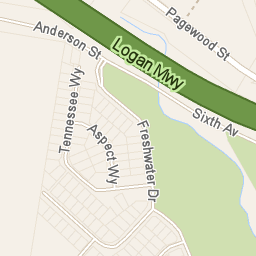 Pagewood St
Anderson St
Logan Mwy
Sixth Av
Tennessee Wy
Aspect Wy
Freshwater Dr